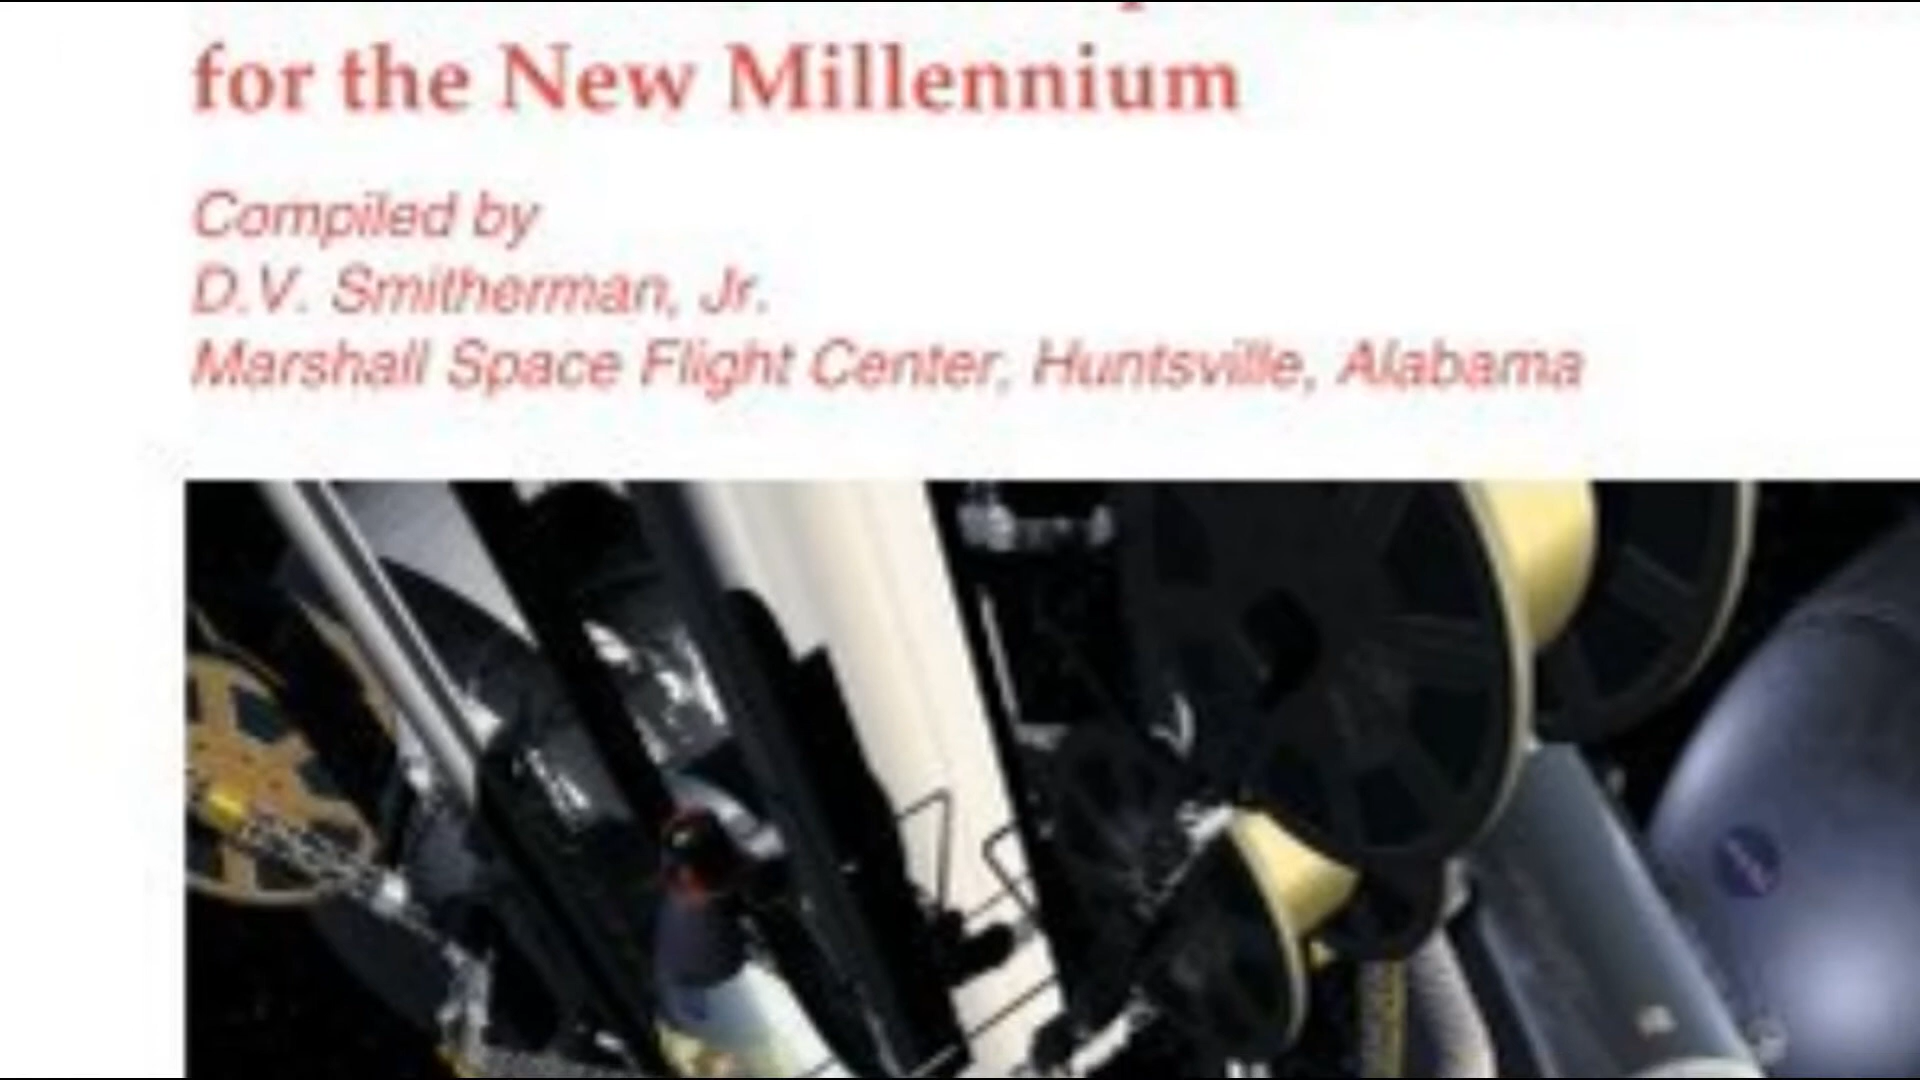 for the New Millennium
Compiled by
D.V. Smitherman, Jr.
Marshall Space Flight Center, Huntsville, Alabama